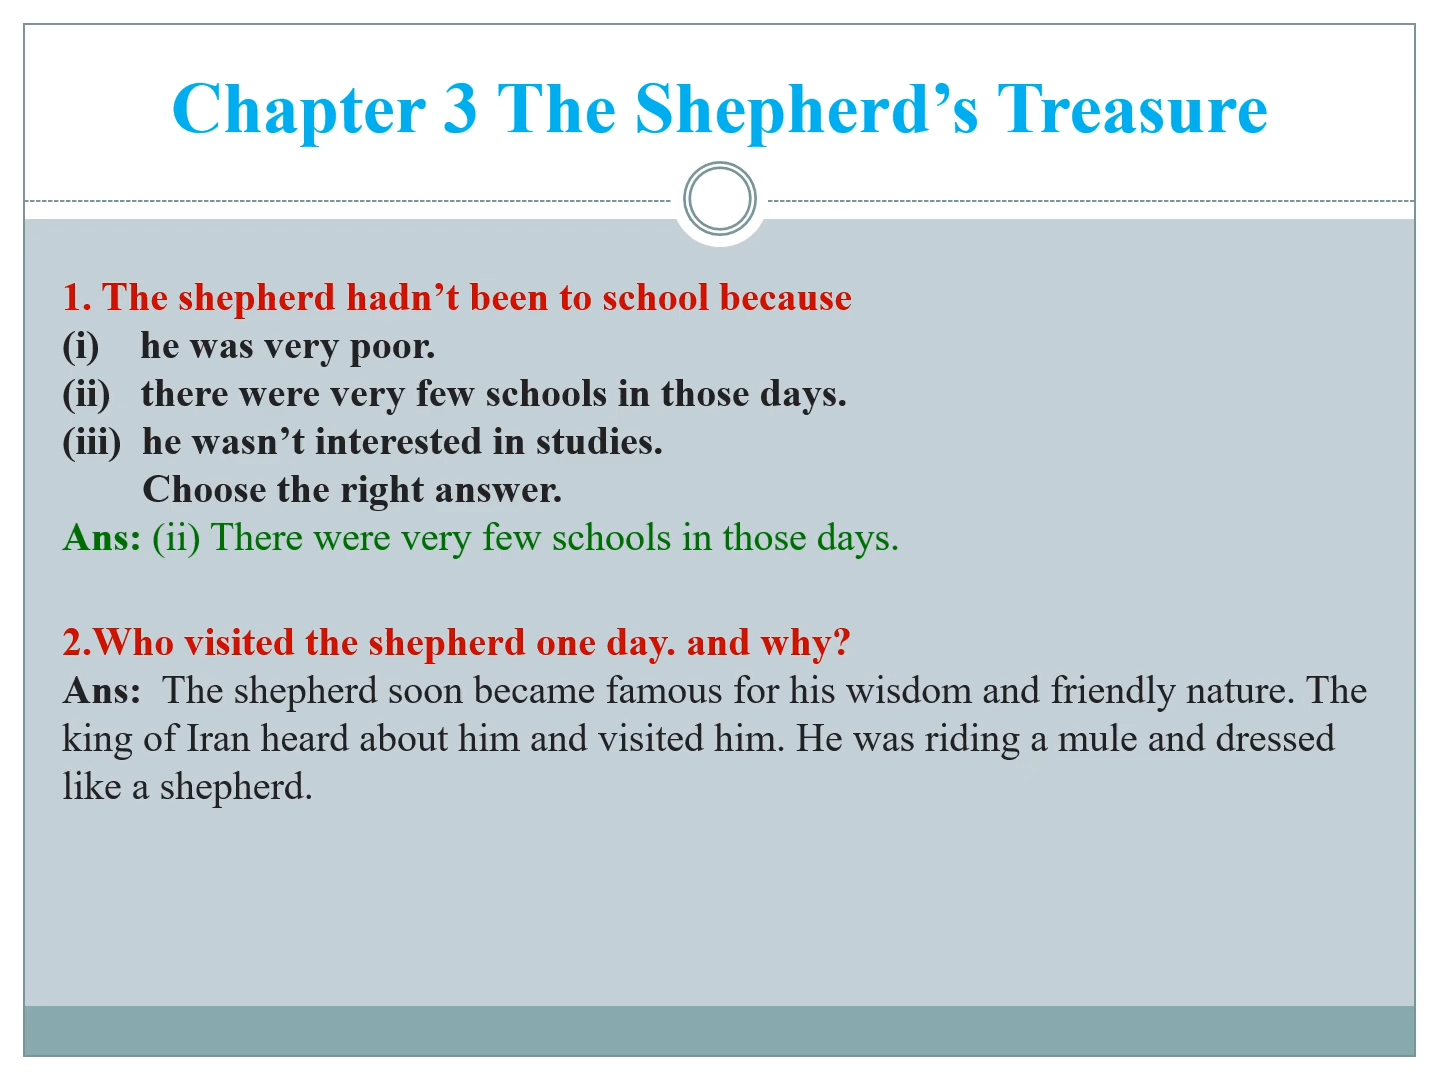 Chapter 3 The Shepherd’s Treasure
1. The shepherd hadn’t been to school because
(i) he was very poor.
(ii) there were very few schools in those days.
(iii) he wasn’t interested in studies.
Choose the right answer.
Ans: (ii) There were very few schools in those days.
2.Who visited the shepherd one day. and why?
Ans: The shepherd soon became famous for his wisdom and friendly nature. The
king of Iran heard about him and visited him. He was riding a mule and dressed
like a shepherd.